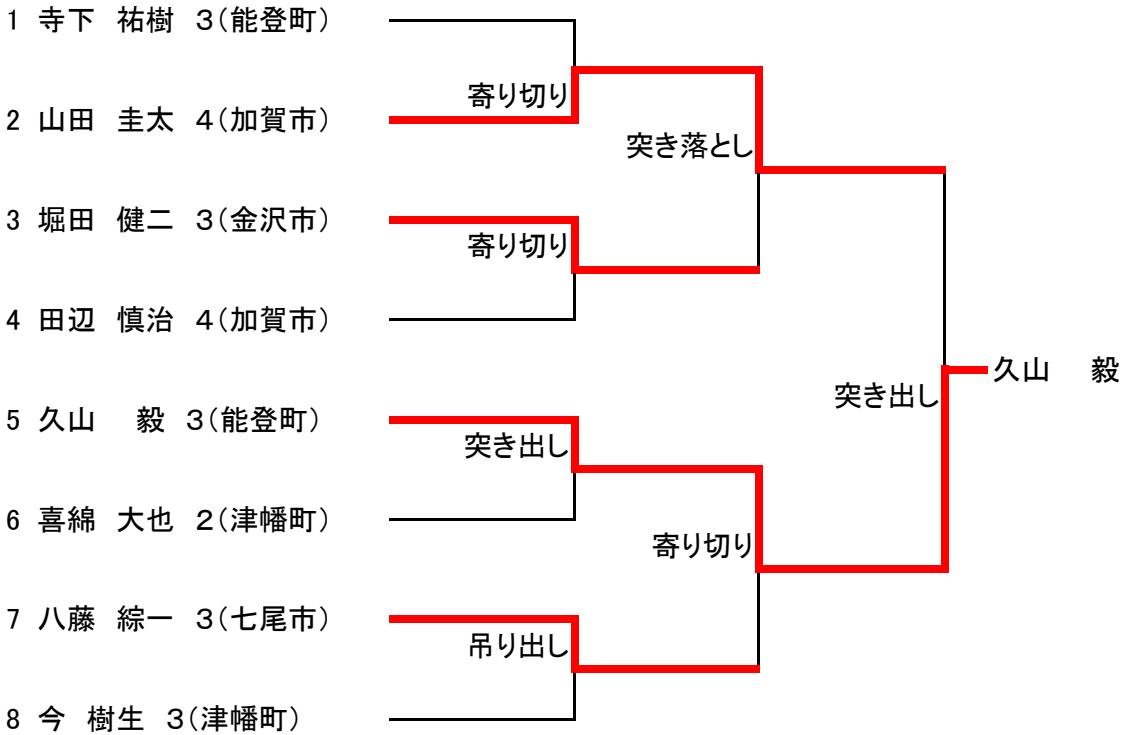 1 寺下 祐樹 3(能登町)
寄り切り
2 山田 圭太 4(加賀市)
突き落とし
3 堀田 健二 3(金沢市)
寄り切り
4 田辺 慎治 4(加賀市)
久山 毅
突き出し
5 久山 毅 3(能登町)
突き出し
6 喜綿 大也 2(津幡町)
寄り切り
7 八藤 綜一 3(七尾市)
吊り出し
8 今 樹生 3(津幡町)